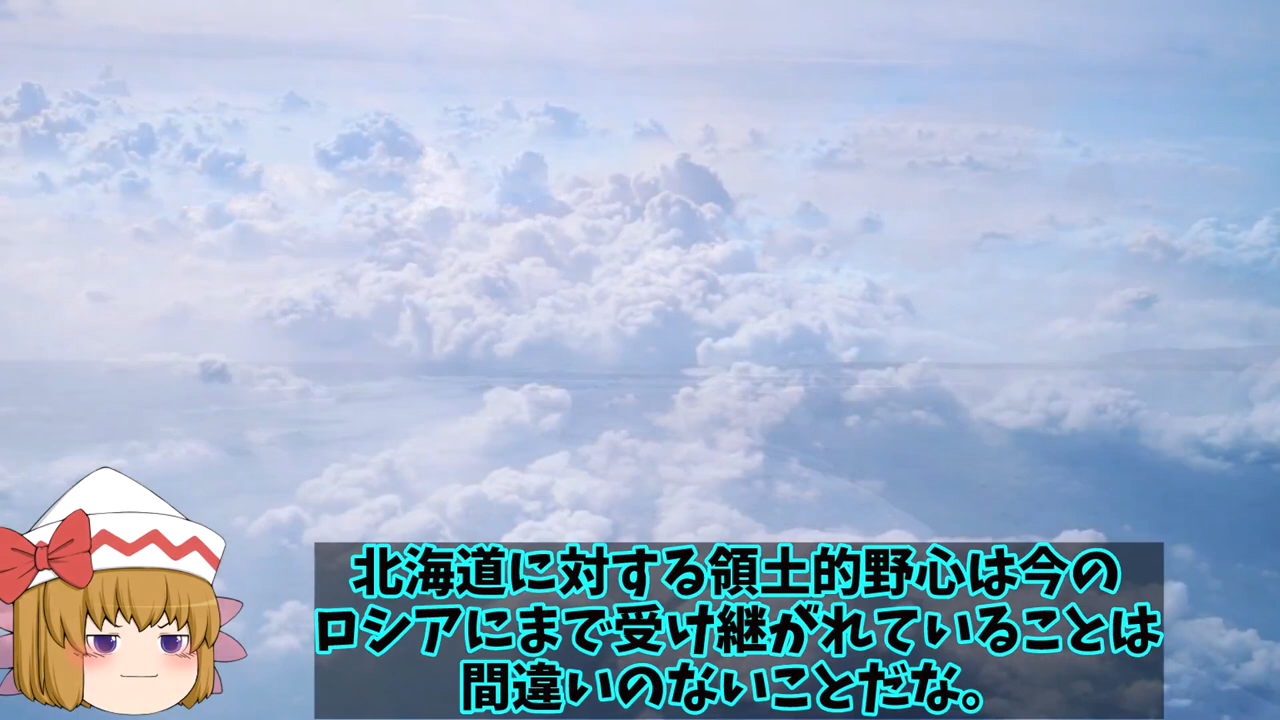 北海道に対する領土的野心は今の
ロシアにまで受け継がれていることは
間違いのないことだな。